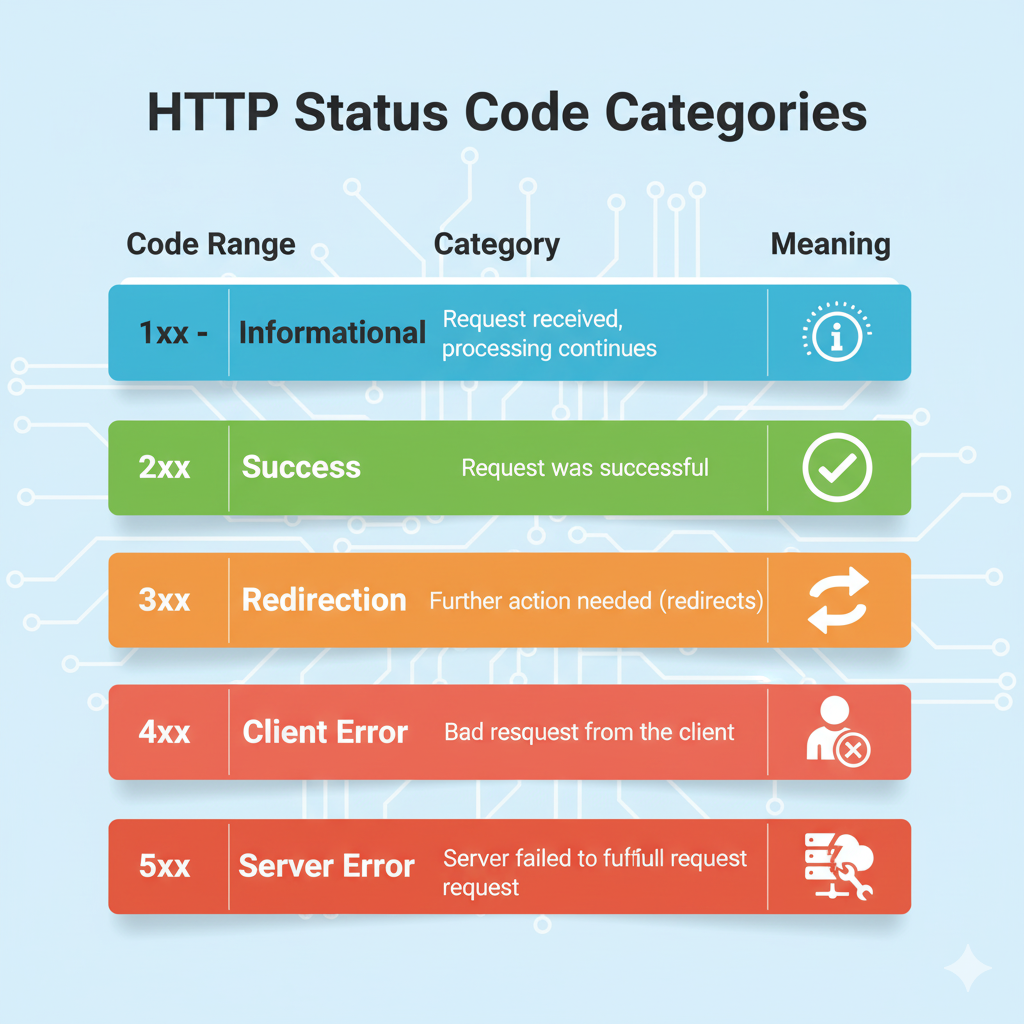 HTTP Status Code Categories
Code Range Category Meaning
1xx - Informational Request received,
processing continues
2xx Success Request was successful
3xx Redirection Further action needed (redirects)
4xx Client Error Bad resquest from the client
5xx Server Error Server failed to fulfifull request
request